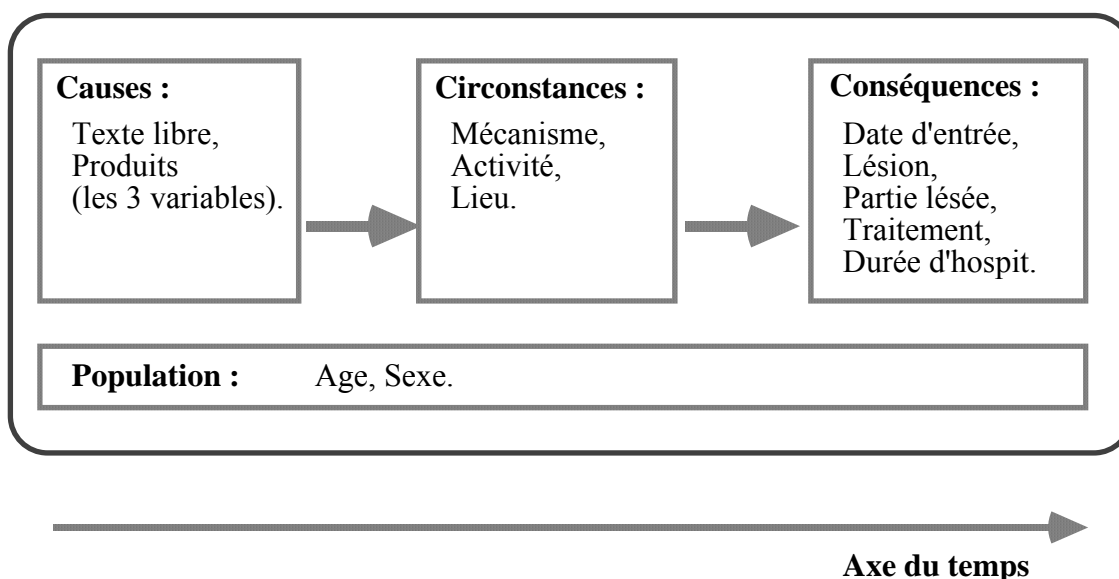 Causes :
Texte libre,
Produits
(les 3 variables).
Circonstances :
Mécanisme,
Activité,
Lieu.
Conséquences :
Date d'entrée,
Lésion,
Partie lésée,
Traitement,
Durée d'hospit.
Population : Age, Sexe.
Axe du temps